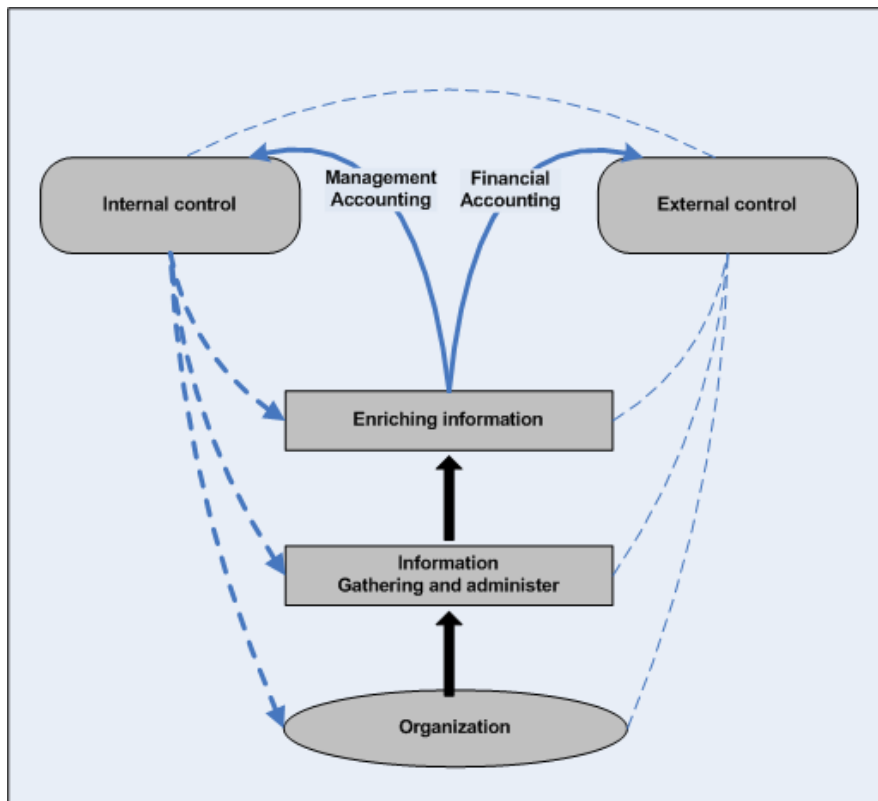 Management
Accounting
Financial
Accounting
Internal control
External control
Enriching information
Information
Gathering and administer
Organization